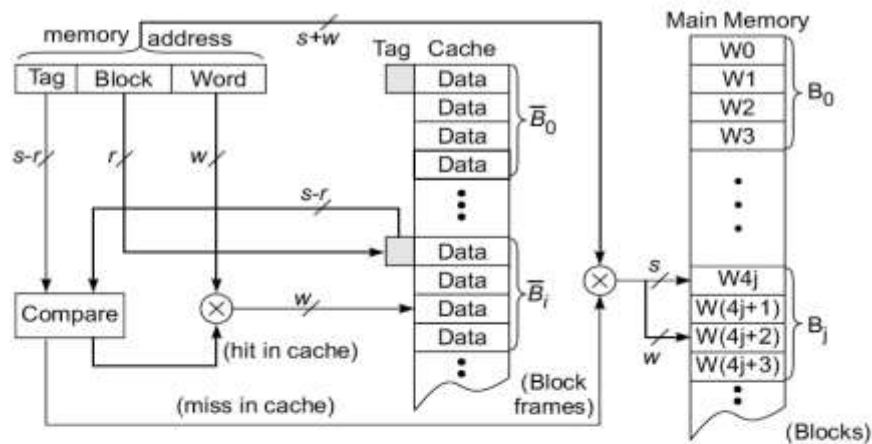 memory address
s+w
Main Memory
Tag Cache
Tag Block Word
Data
Data
Data
Data
B̅0
W0
W1
W2
W3
B0
s-r
r
w
s-r
Data
Data
Data
Data
B̅i
Compare
w
(hit in cache)
(miss in cache)
(Block
frames)
s
w
W4j
W(4j+1)
W(4j+2)
W(4j+3)
Bj
(Blocks)